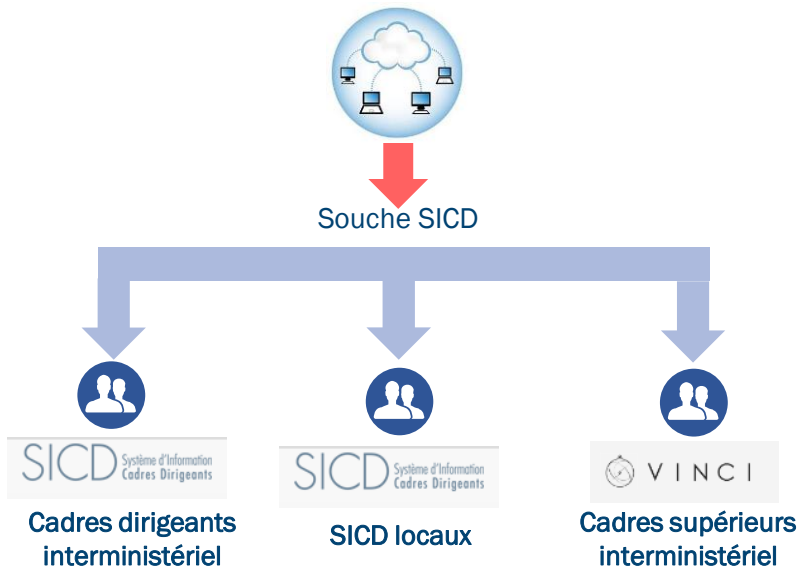 Souche SICD
SICD Système d'Information
Cadres Dirigeants
Cadres dirigeants
interministériel
SICD Système d'Information
Cadres Dirigeants
SICD locaux
VINCI
Cadres supérieurs
interministériel